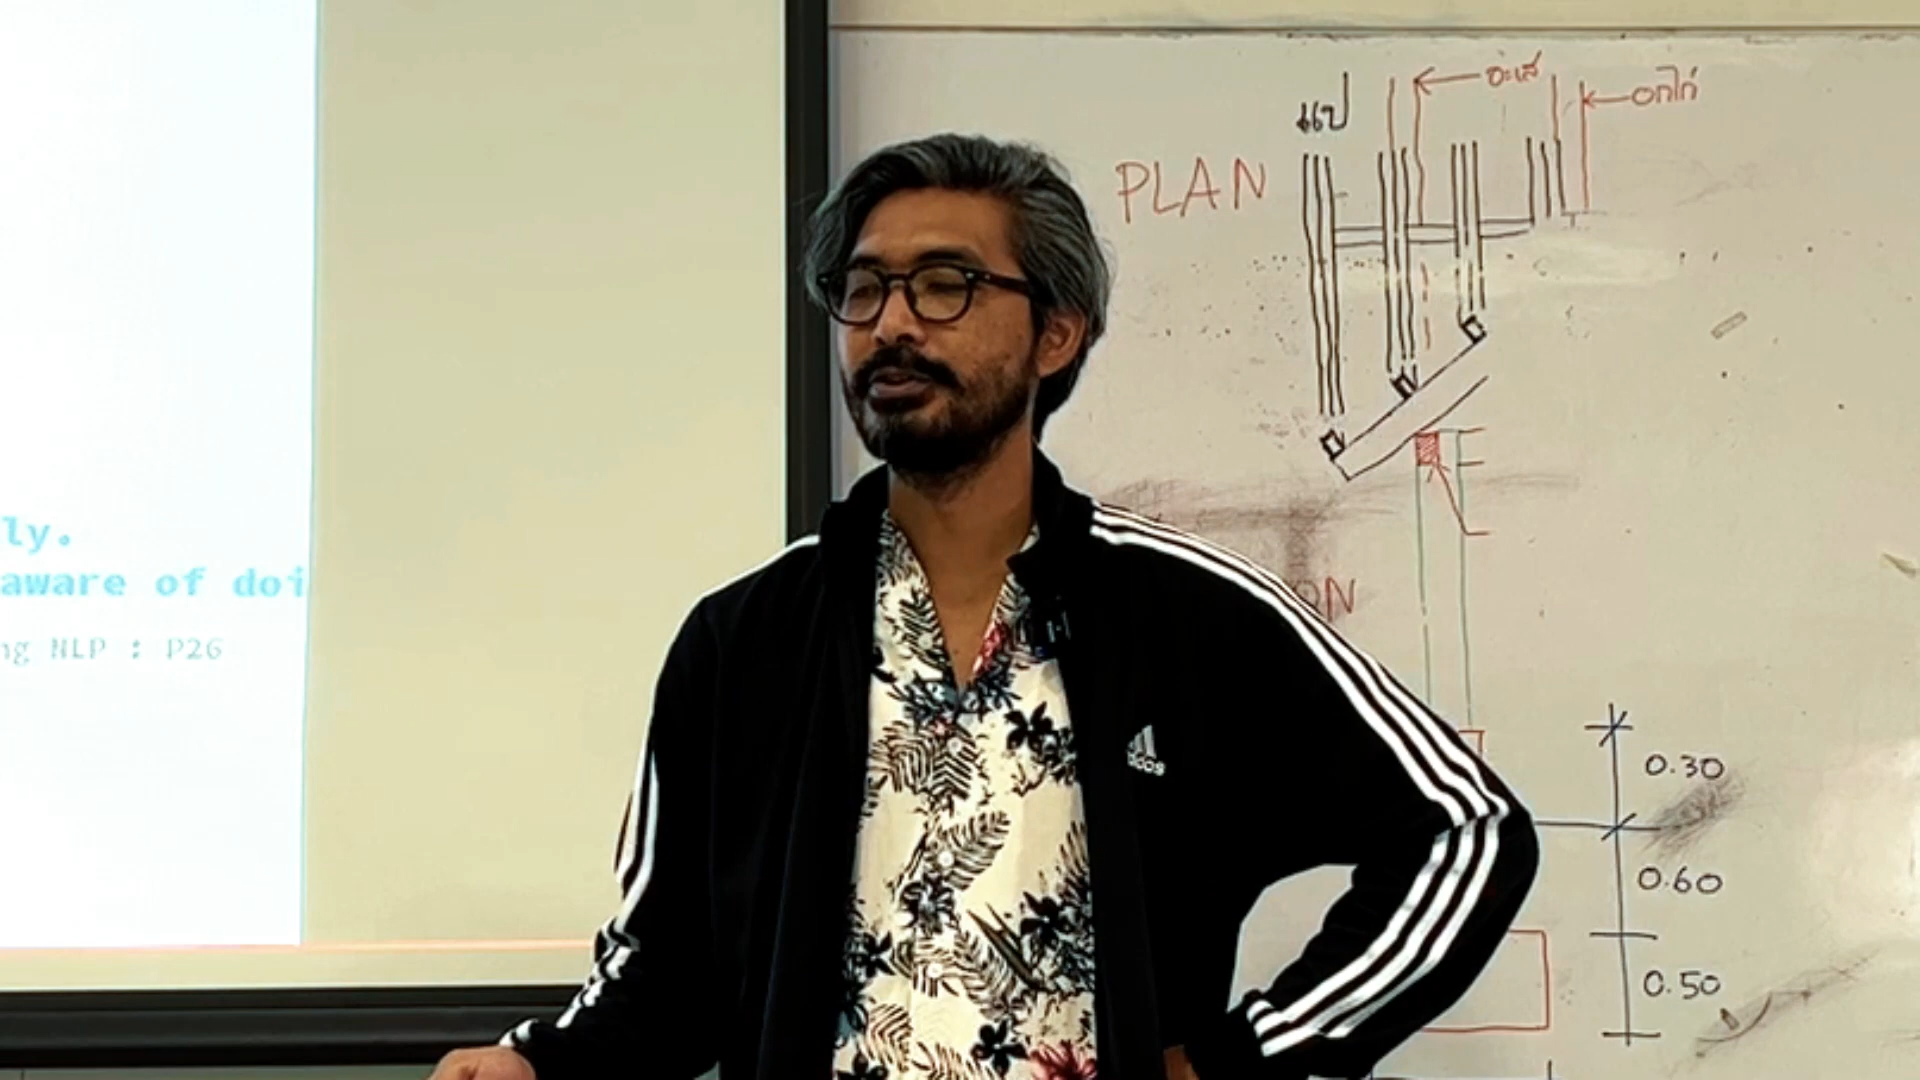 ly.
aware of doi
ng NLP : P26
อะเส
อกไก่
แป
PLAN
ON
adidas
0.30
0.60
0.50